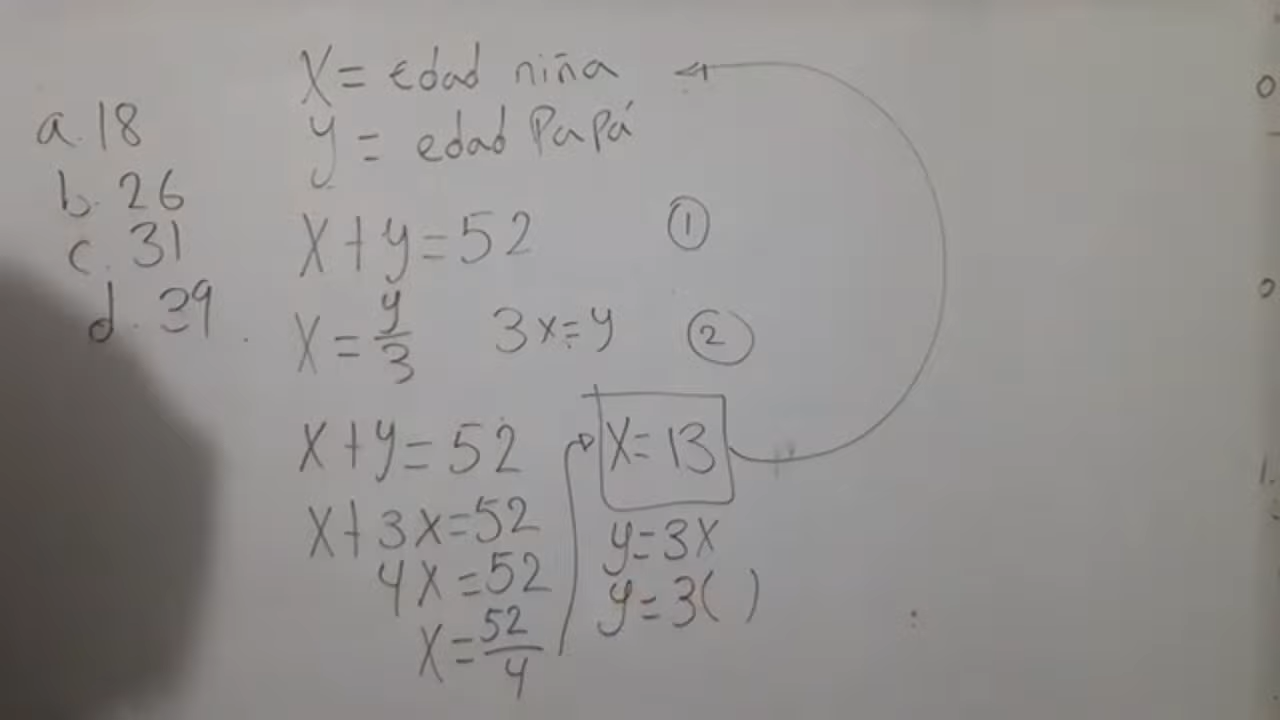 a. 18
b. 26
c. 31
d. 39.
X = edad niña
y = edad Papá
X + y = 52 ①
X = y/3 3x = y ②
X + y = 52
X + 3x = 52
4x = 52
X = 52/4
X = 13
y = 3x
y = 3( )